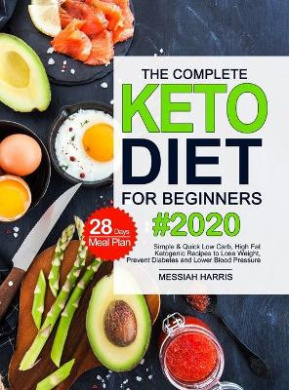 THE COMPLETE
KETO
DIET
FOR BEGINNERS
#2020
28 Days
Meal Plan
Simple & Quick Low Carb, High Fat
Ketogenic Recipes to Lose Weight,
Prevent Diabetes and Lower Blood Pressure
MESSIAH HARRIS